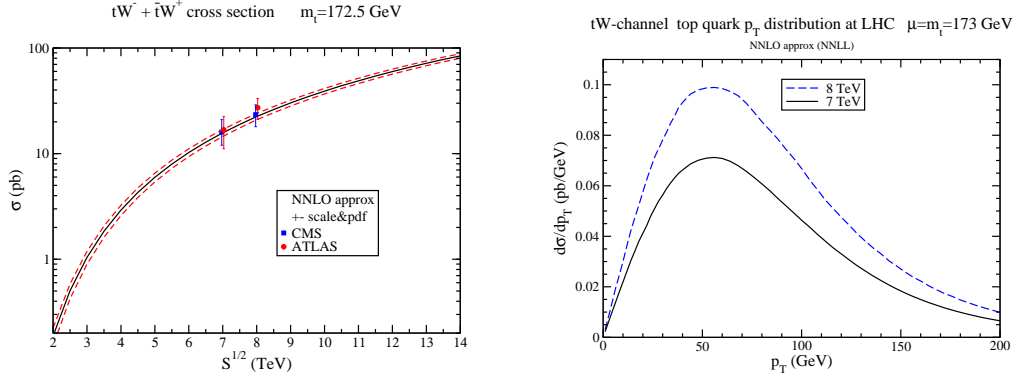 tW⁻ + t̄W⁺ cross section    mₜ=172.5 GeV
100
10
1
σ (pb)
NNLO approx
+- scale&pdf
CMS
ATLAS
2 3 4 5 6 7 8 9 10 11 12 13 14
S^1/2 (TeV)
tW-channel top quark p_T distribution at LHC μ=mₜ=173 GeV
NNLO approx (NNLL)
0.1
0.08
0.06
0.04
0.02
0
dσ/dp_T (pb/GeV)
8 TeV
7 TeV
0 50 100 150 200
p_T (GeV)